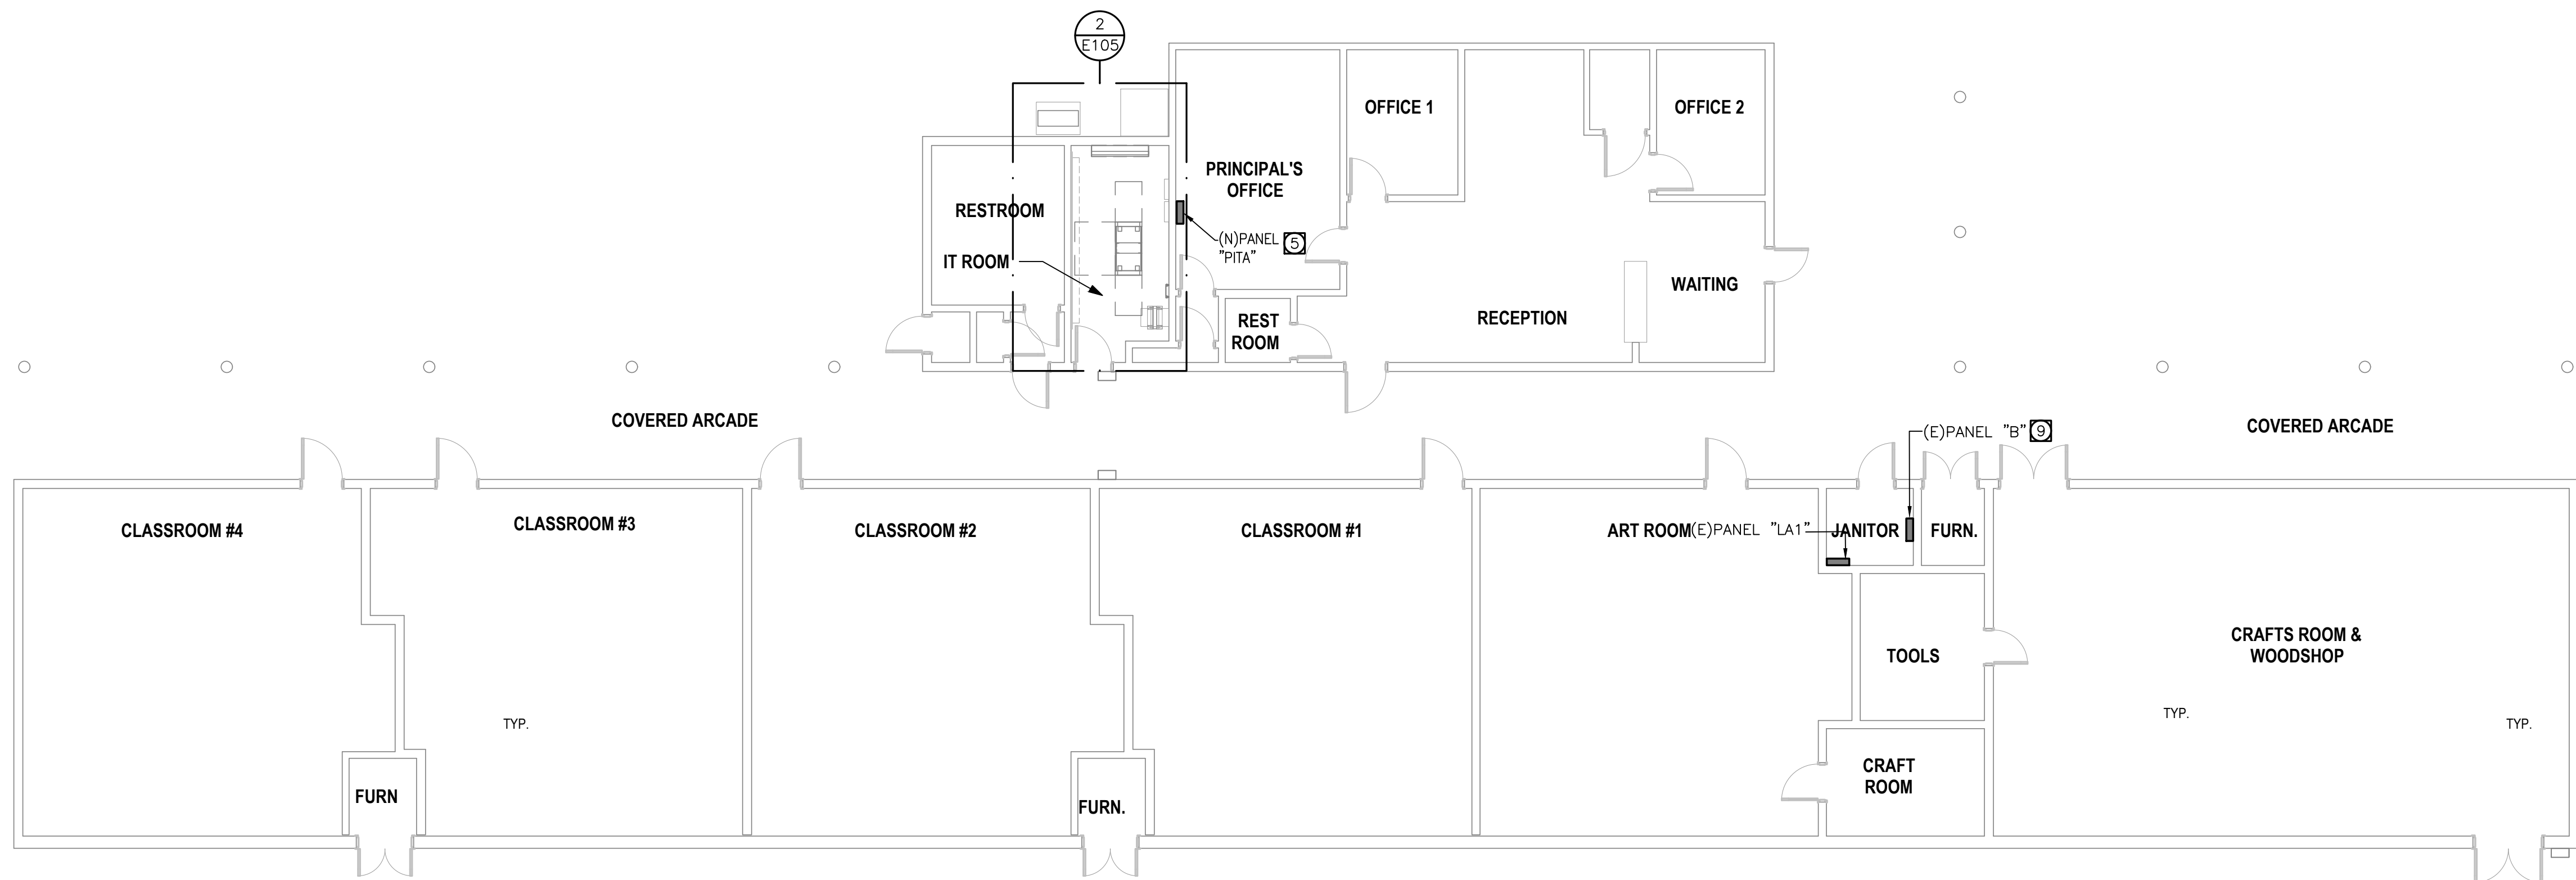 2
E105
OFFICE 1
OFFICE 2
PRINCIPAL'S
OFFICE
RESTROOM
(N)PANEL 5
"PITA"
IT ROOM
WAITING
REST
ROOM
RECEPTION
COVERED ARCADE
COVERED ARCADE
(E)PANEL "B" 9
CLASSROOM #4
CLASSROOM #3
CLASSROOM #2
CLASSROOM #1
ART ROOM
(E)PANEL "LA1"
JANITOR
FURN.
CRAFTS ROOM &
WOODSHOP
TOOLS
TYP.
TYP.
TYP.
CRAFT
ROOM
FURN
FURN.